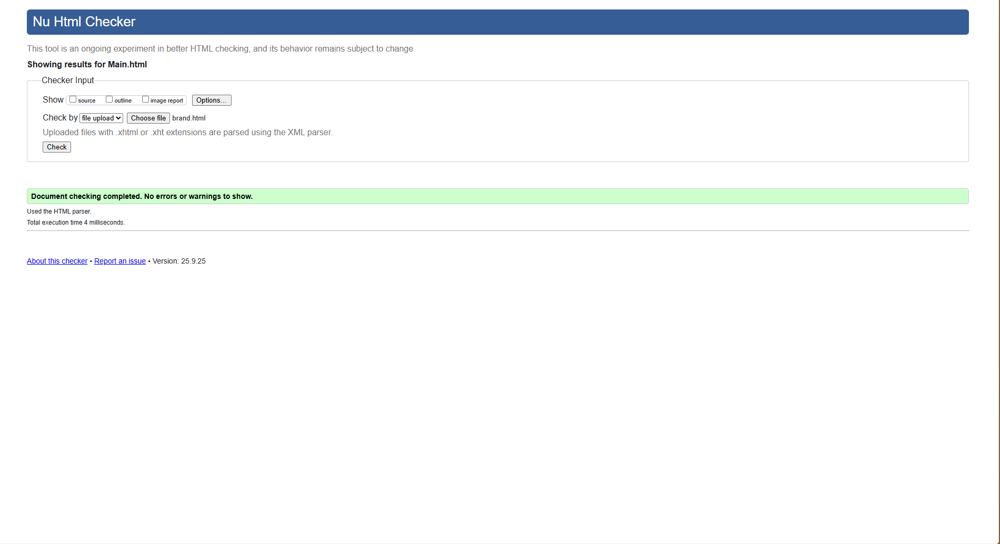 Nu Html Checker
This tool is an ongoing experiment in better HTML checking, and its behavior remains subject to change
Showing results for Main.html
Checker Input
Show source outline image report Options...
Check by file upload Choose file brand.html
Uploaded files with .xhtml or .xht extensions are parsed using the XML parser.
Check
Document checking completed. No errors or warnings to show.
Used the HTML parser.
Total execution time 4 milliseconds.
About this checker • Report an issue • Version: 25.9.25